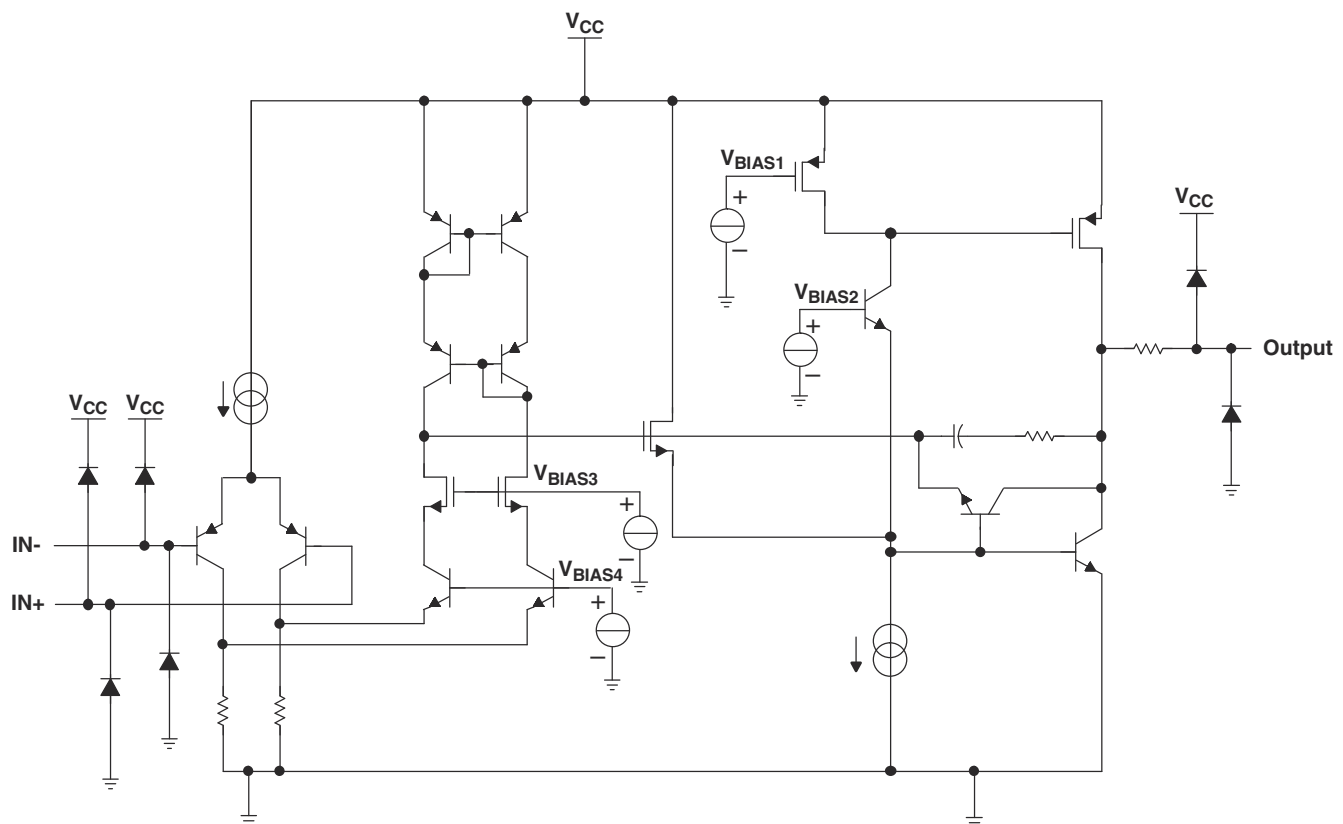 VCC
VBIAS1
+
−
VBIAS2
+
−
VCC
Output
VCC
VCC
VBIAS3
+
−
IN-
VBIAS4
+
−
IN+